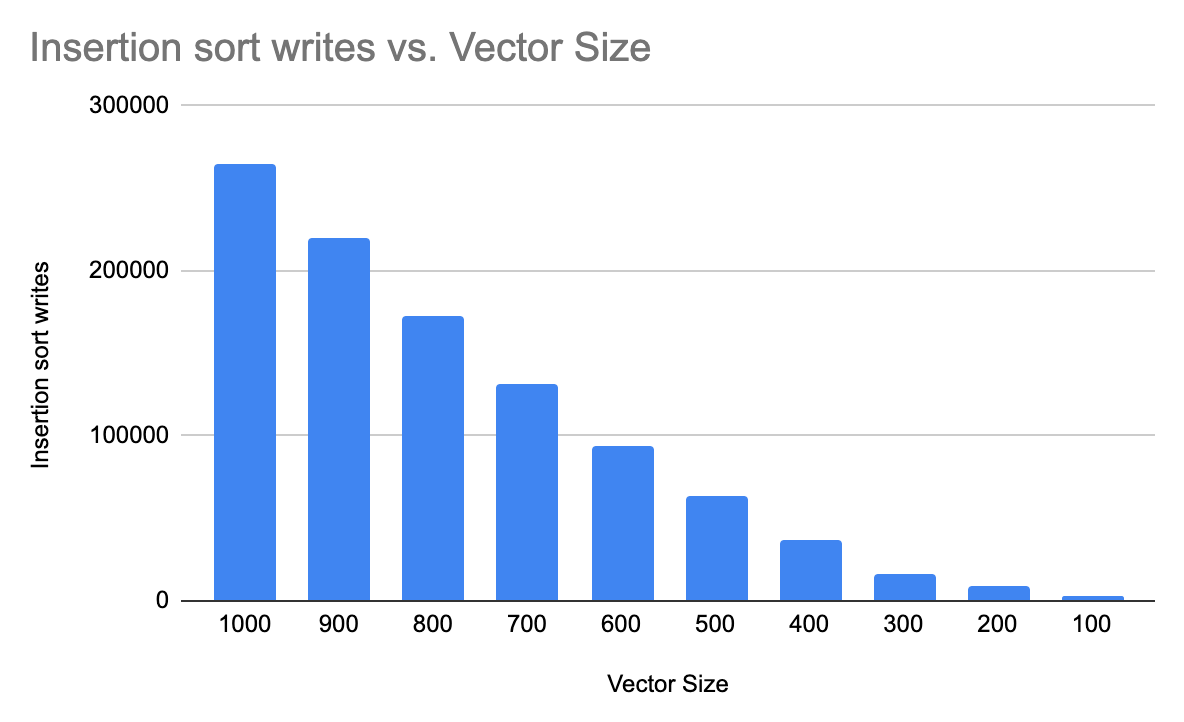 Insertion sort writes vs. Vector Size
300000
200000
100000
0
Insertion sort writes
1000 900 800 700 600 500 400 300 200 100
Vector Size